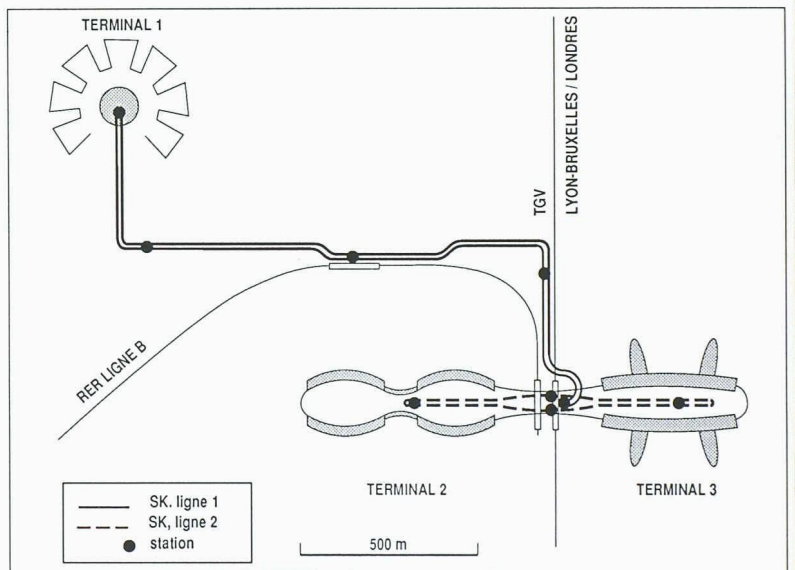 TERMINAL 1
LYON-BRUXELLES / LONDRES
TGV
RER LIGNE B
TERMINAL 2
TERMINAL 3
SK. ligne 1
SK, ligne 2
station
500 m